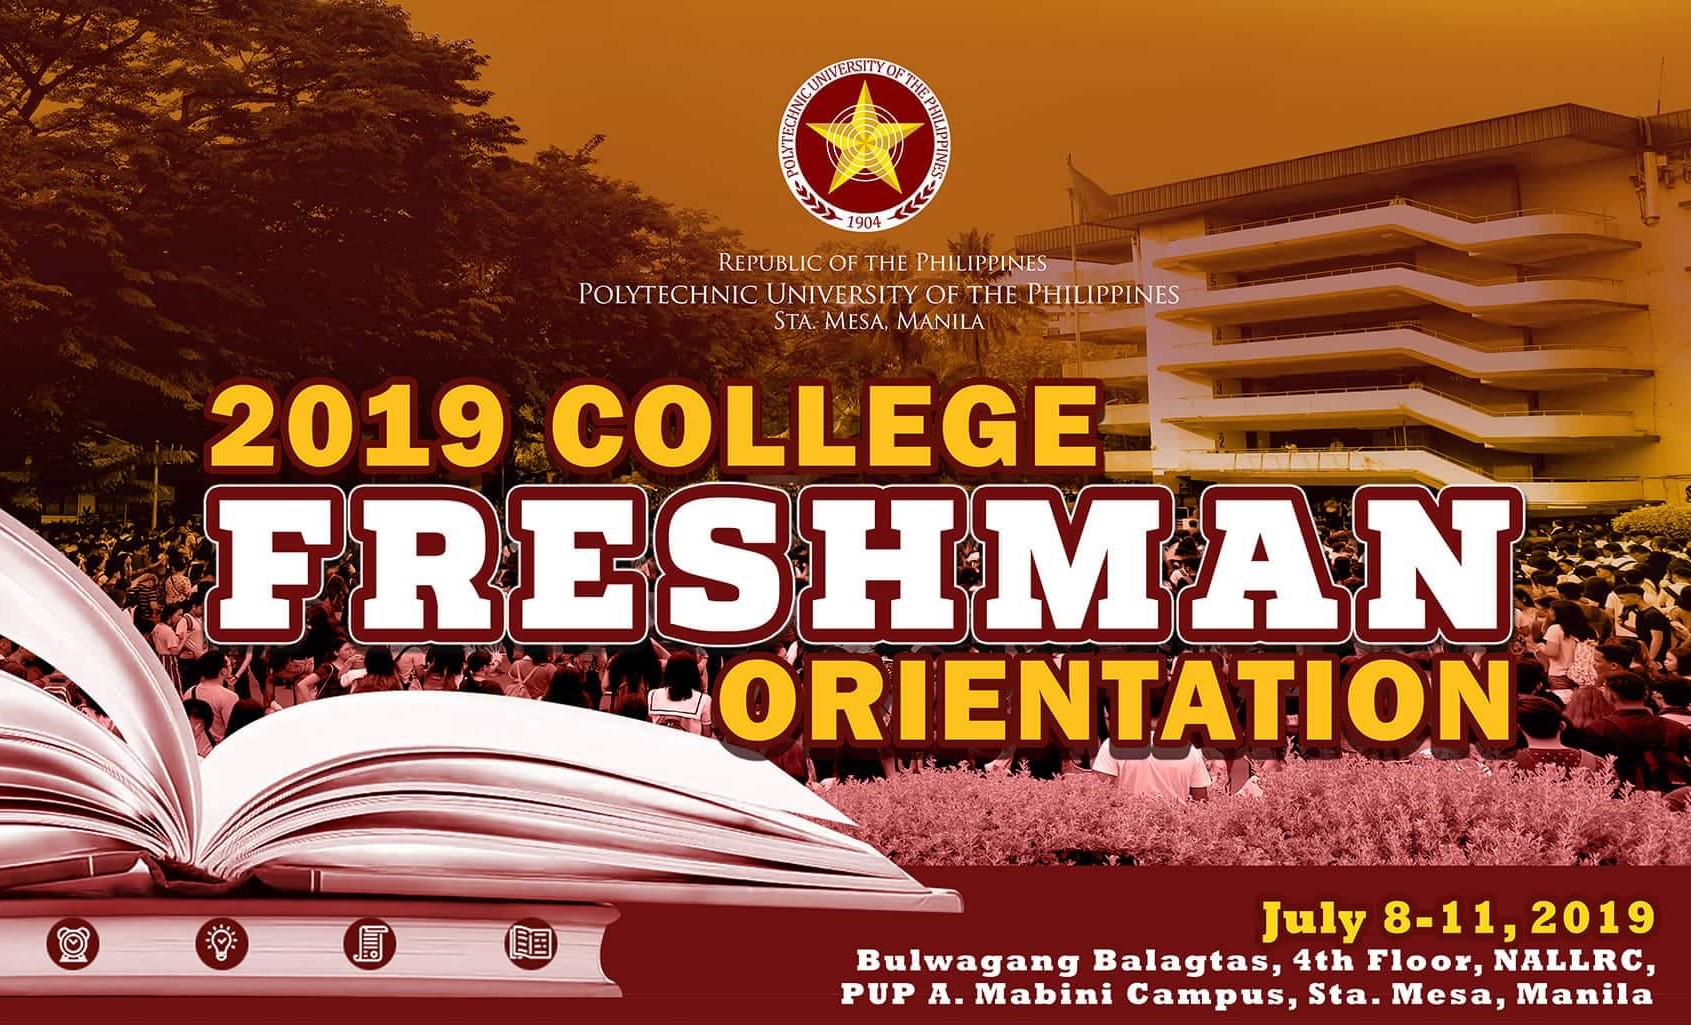 POLYTECHNIC UNIVERSITY OF THE PHILIPPINES
1904
REPUBLIC OF THE PHILIPPINES
POLYTECHNIC UNIVERSITY OF THE PHILIPPINES
STA. MESA, MANILA
2019 COLLEGE
FRESHMAN
ORIENTATION
July 8-11, 2019
Bulwagang Balagtas, 4th Floor, NALLRC,
PUP A. Mabini Campus, Sta. Mesa, Manila